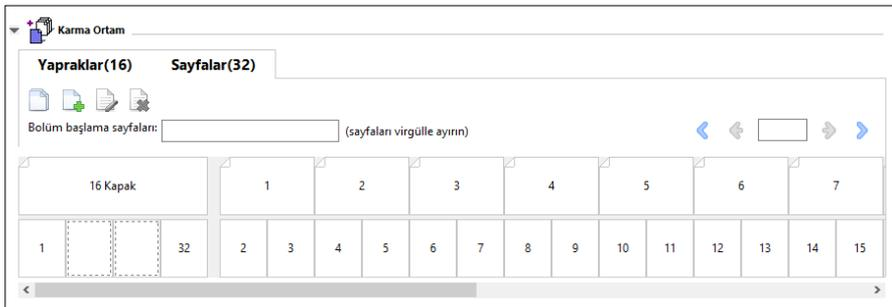 Karma Ortam
Yapraklar(16) Sayfalar(32)
Bolüm başlama sayfaları: (sayfaları virgülle ayırın)
16 Kapak 1 2 3 4 5 6 7
1 32 2 3 4 5 6 7 8 9 10 11 12 13 14 15